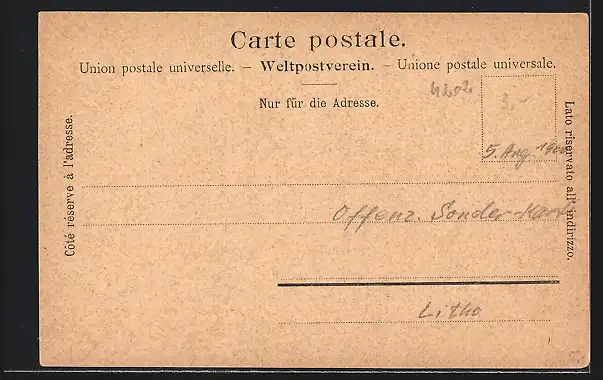 Carte postale.
Union postale universelle. – Weltpostverein. – Unione postale universale.
Nur für die Adresse.
Côté réservé à l'adresse.
Lato riservato all' indirizzo.
4202
3.-
5. Aug 1900
Offenz. Sonder-Karte
Litho